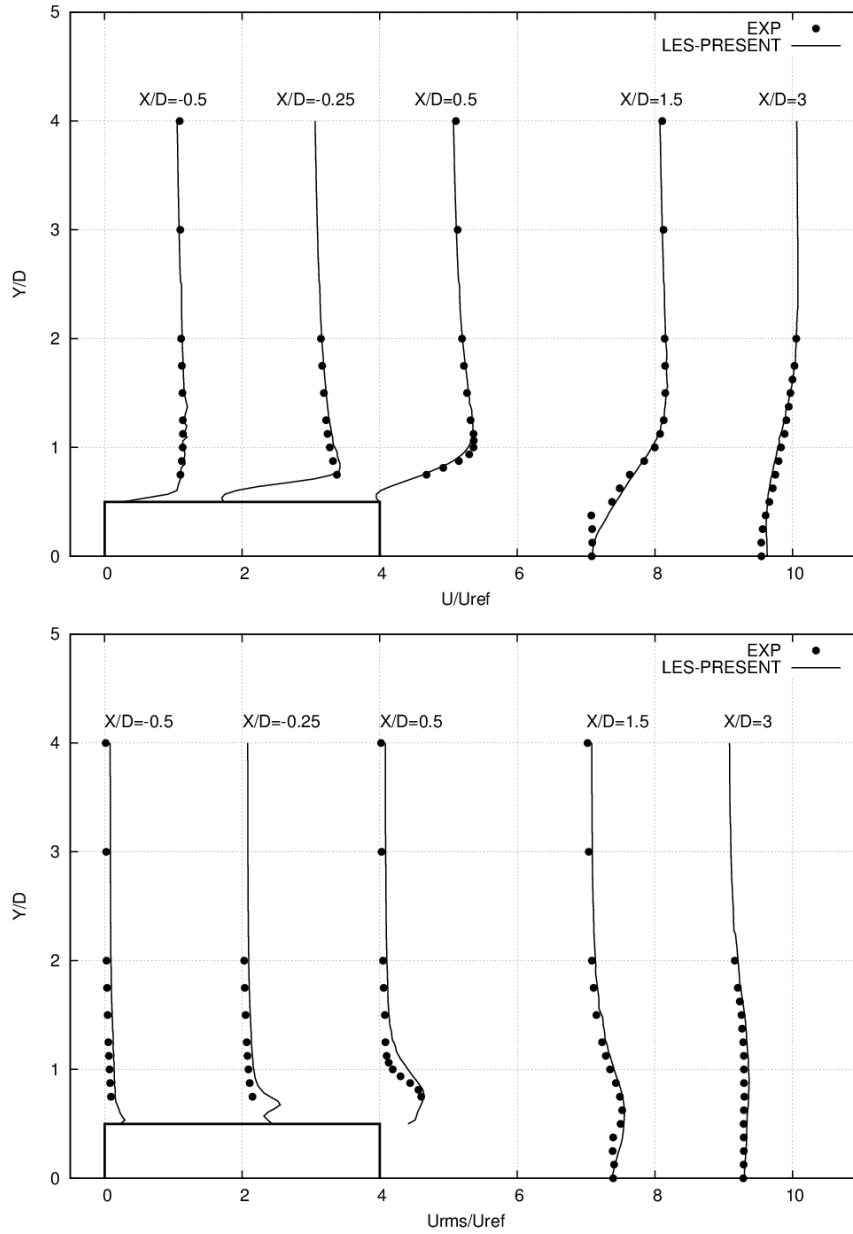 5
EXP
LES-PRESENT
X/D=-0.5 X/D=-0.25 X/D=0.5 X/D=1.5 X/D=3
4
3
Y/D
2
1
0
0 2 4 6 8 10
U/Uref
5
EXP
LES-PRESENT
X/D=-0.5 X/D=-0.25 X/D=0.5 X/D=1.5 X/D=3
4
3
Y/D
2
1
0
0 2 4 6 8 10
Urms/Uref